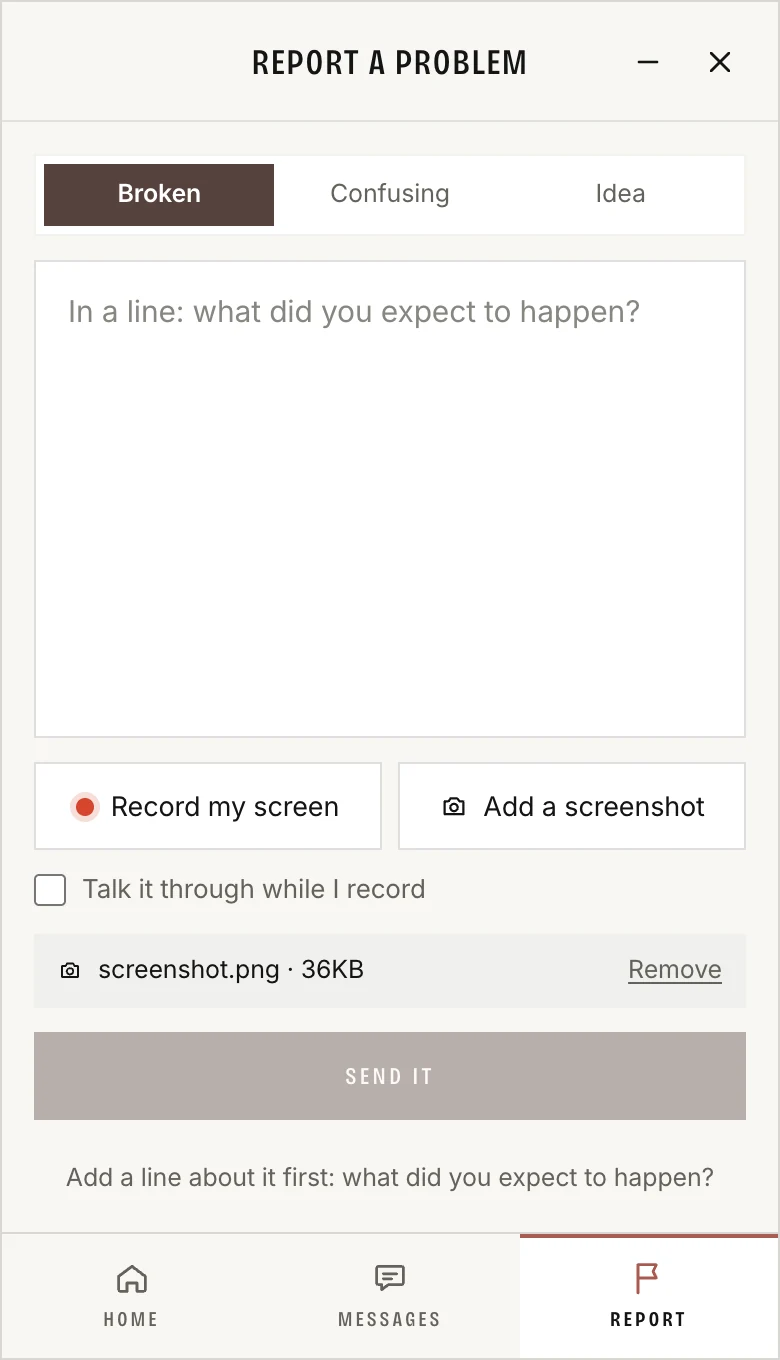 REPORT A PROBLEM
Broken
Confusing
Idea
In a line: what did you expect to happen?
Record my screen
Add a screenshot
Talk it through while I record
screenshot.png · 36KB
Remove
SEND IT
Add a line about it first: what did you expect to happen?
HOME
MESSAGES
REPORT